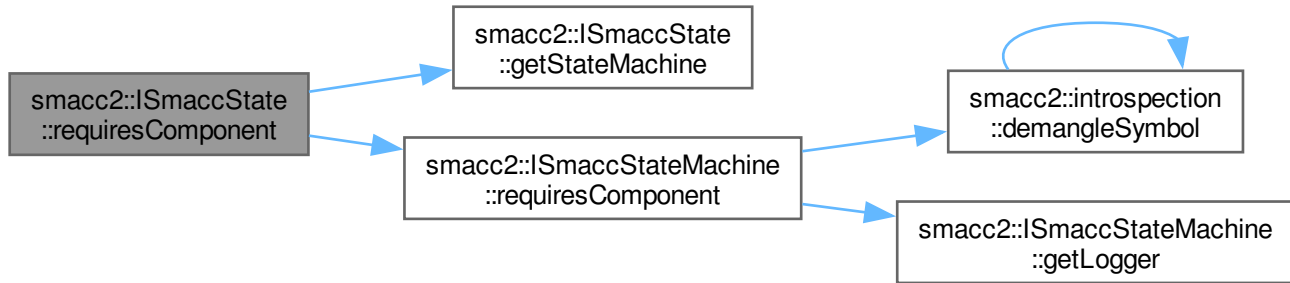 smacc2::ISmaccState
::requiresComponent
smacc2::ISmaccState
::getStateMachine
smacc2::ISmaccStateMachine
::requiresComponent
smacc2::introspection
::demangleSymbol
smacc2::ISmaccStateMachine
::getLogger